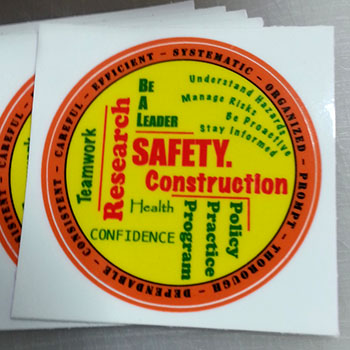 CAREFUL - EFFICIENT - SYSTEMATIC - ORGANIZED - PROMPT - THOROUGH - DEPENDABLE - CONSISTENT -
BE
A
LEADER
Understand Hazards
Manage Risks
Be Proactive
Stay Informed
Teamwork
Research
SAFETY.
Construction
Health
CONFIDENCE
Policy
Practice
Program